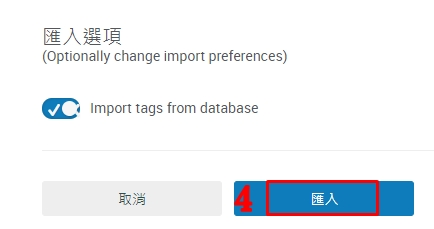 匯入選項
(Optionally change import preferences)
Import tags from database
取消
4
匯入